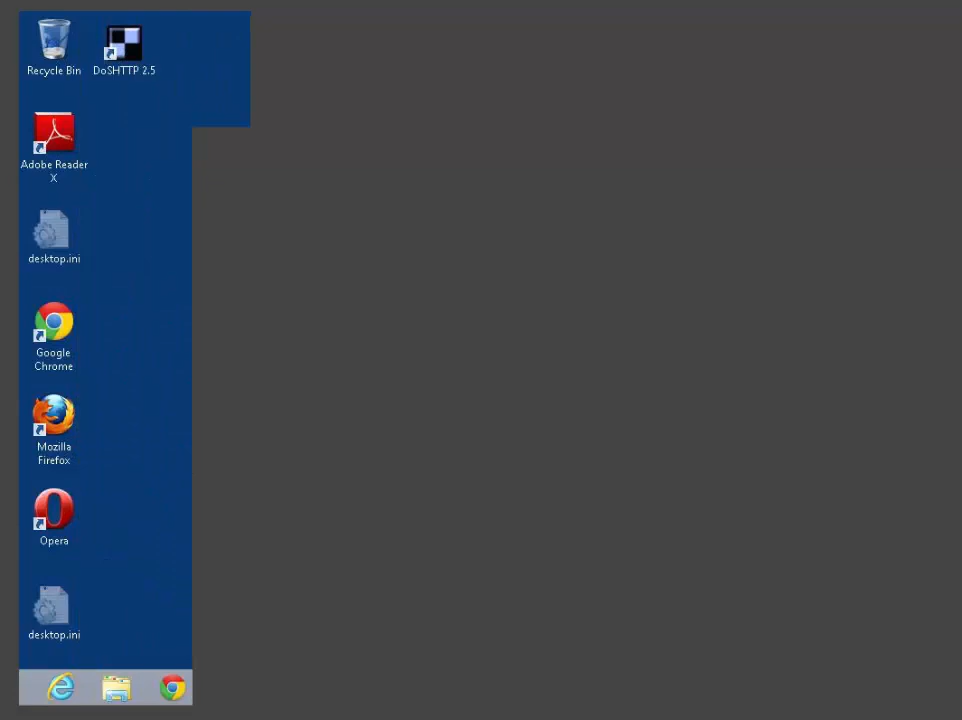 Recycle Bin
DoSHTTP 2.5
Adobe Reader
X
desktop.ini
Google
Chrome
Mozilla
Firefox
Opera
desktop.ini